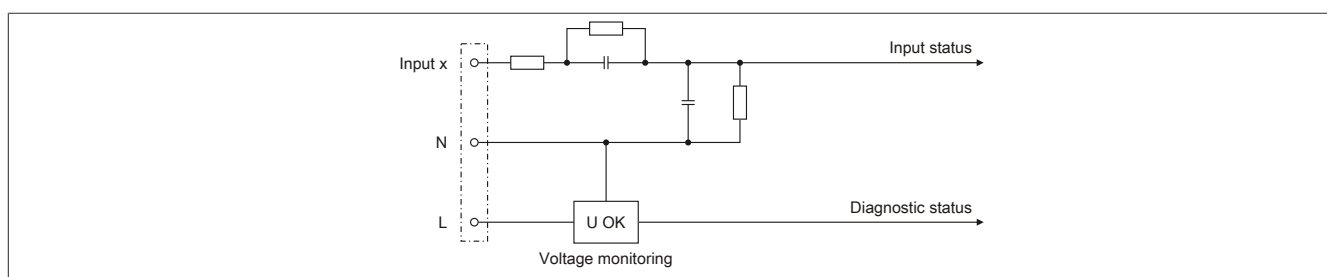 Input x
Input status
N
L
U OK
Diagnostic status
Voltage monitoring